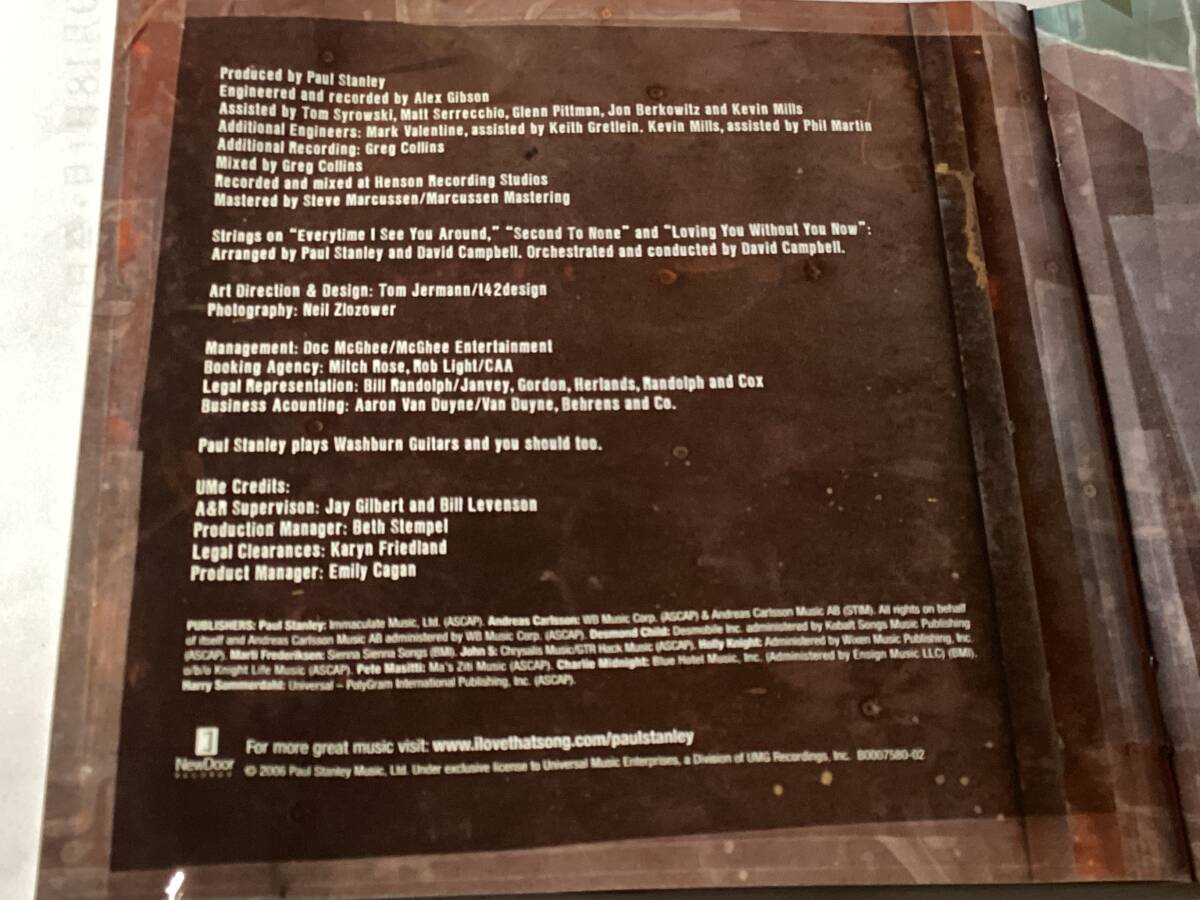 Produced by Paul Stanley
Engineered and recorded by Alex Gibson
Assisted by Tom Syrowski, Matt Serrecchio, Glenn Pittman, Jon Berkowitz and Kevin Mills
Additional Engineers: Mark Valentine, assisted by Keith Gretlein. Kevin Mills, assisted by Phil Martin
Additional Recording: Greg Collins
Mixed by Greg Collins
Recorded and mixed at Henson Recording Studios
Mastered by Steve Marcussen/Marcussen Mastering
Strings on “Everytime I See You Around,” “Second To None” and “Loving You Without You Now”:
Arranged by Paul Stanley and David Campbell. Orchestrated and conducted by David Campbell.
Art Direction & Design: Tom Jermann/t42design
Photography: Neil Zlozower
Management: Doc McGhee/McGhee Entertainment
Booking Agency: Mitch Rose, Rob Light/CAA
Legal Representation: Bill Randolph/Janvey, Gordon, Herlands, Randolph and Cox
Business Acounting: Aaron Van Duyne/Van Duyne, Behrens and Co.
Paul Stanley plays Washburn Guitars and you should too.
UMe Credits:
A&R Supervison: Jay Gilbert and Bill Levenson
Production Manager: Beth Stempel
Legal Clearances: Karyn Friedland
Product Manager: Emily Cagan
PUBLISHERS: Paul Stanley: Immaculate Music, Ltd. (ASCAP). Andreas Carlsson: WB Music Corp. (ASCAP) & Andreas Carlsson Music AB (STIM). All rights on behalf
of itself and Andreas Carlsson Music AB administered by WB Music Corp. (ASCAP). Desmond Child: Desmobile Inc. administered by Kobalt Songs Music Publishing
(ASCAP). Marti Frederiksen: Sienna Sienna Songs (BMI). John 5: Chrysalis Music/GTR Hack Music (ASCAP). Holly Knight: Administered by Wixen Music Publishing, Inc.
o/b/o Knight Life Music (ASCAP). Pete Masitti: Ma's Ziti Music (ASCAP). Charlie Midnight: Blue Hotel Music, Inc. (Administered by Ensign Music LLC) (BMI).
Harry Sommerdahl: Universal – PolyGram International Publishing, Inc. (ASCAP).
For more great music visit: www.ilovethatsong.com/paulstanley
NewDoor
RECORDS
© 2006 Paul Stanley Music, Ltd. Under exclusive license to Universal Music Enterprises, a Division of UMG Recordings, Inc. B0007580-02